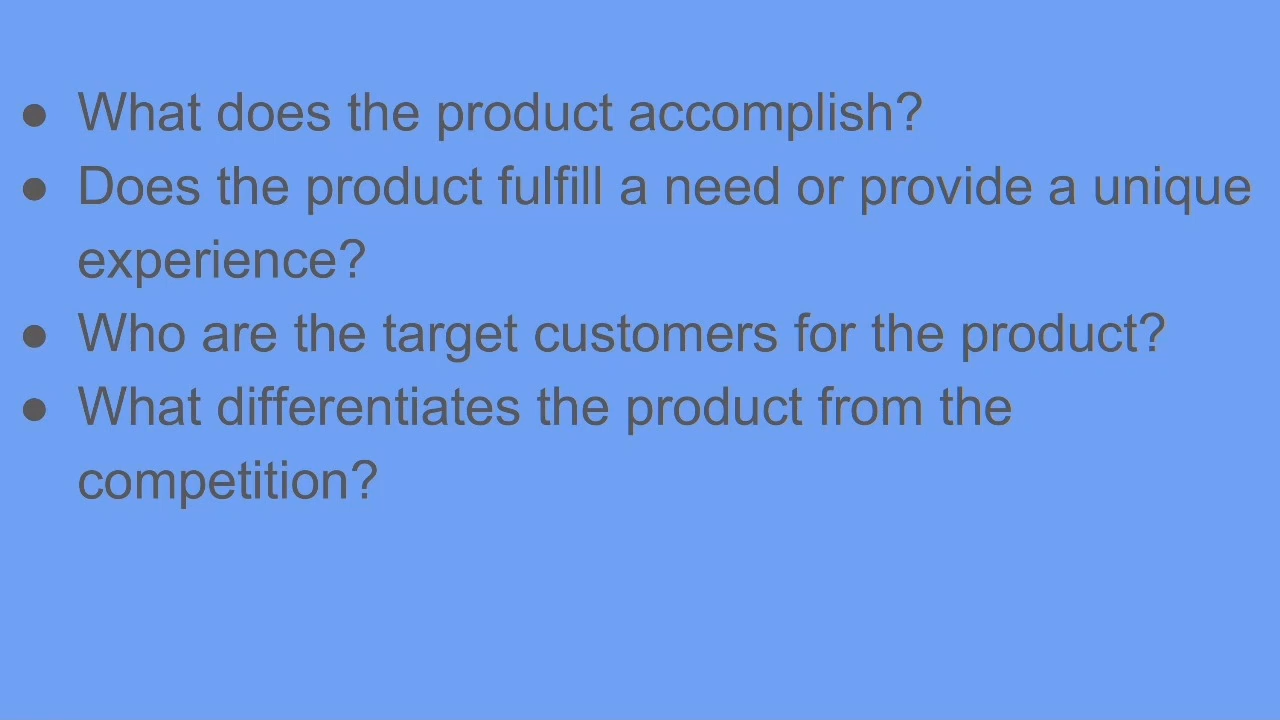 ● What does the product accomplish?
● Does the product fulfill a need or provide a unique
experience?
● Who are the target customers for the product?
● What differentiates the product from the
competition?